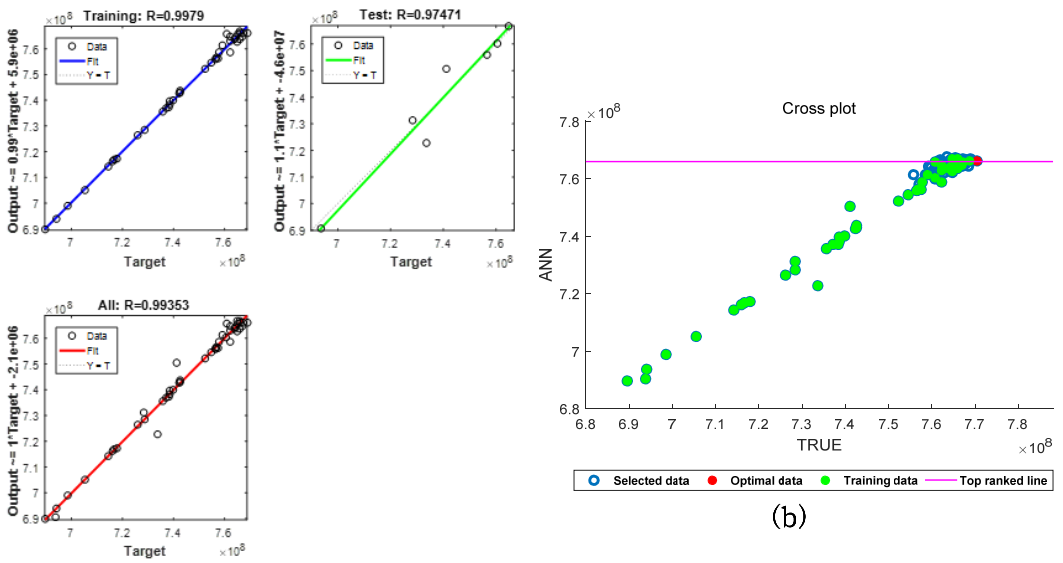 ×10⁸
Training: R=0.9979
Output ~= 0.99*Target + 5.9e+06
7.6
7.5
7.4
7.3
7.2
7.1
7
6.9
Data
Fit
Y = T
7 7.2 7.4 7.6
Target
×10⁸
×10⁸
Test: R=0.97471
Output ~= 1.1*Target + -4.6e+07
7.6
7.5
7.4
7.3
7.2
7.1
7
6.9
Data
Fit
Y = T
7 7.2 7.4 7.6
Target
×10⁸
×10⁸
All: R=0.99353
Output ~= 1*Target + -2.1e+06
7.6
7.5
7.4
7.3
7.2
7.1
7
6.9
Data
Fit
Y = T
7 7.2 7.4 7.6
Target
×10⁸
×10⁸
Cross plot
ANN
7.8
7.6
7.4
7.2
7
6.8
6.8 6.9 7 7.1 7.2 7.3 7.4 7.5 7.6 7.7 7.8
TRUE
×10⁸
Selected data Optimal data Training data Top ranked line
(b)